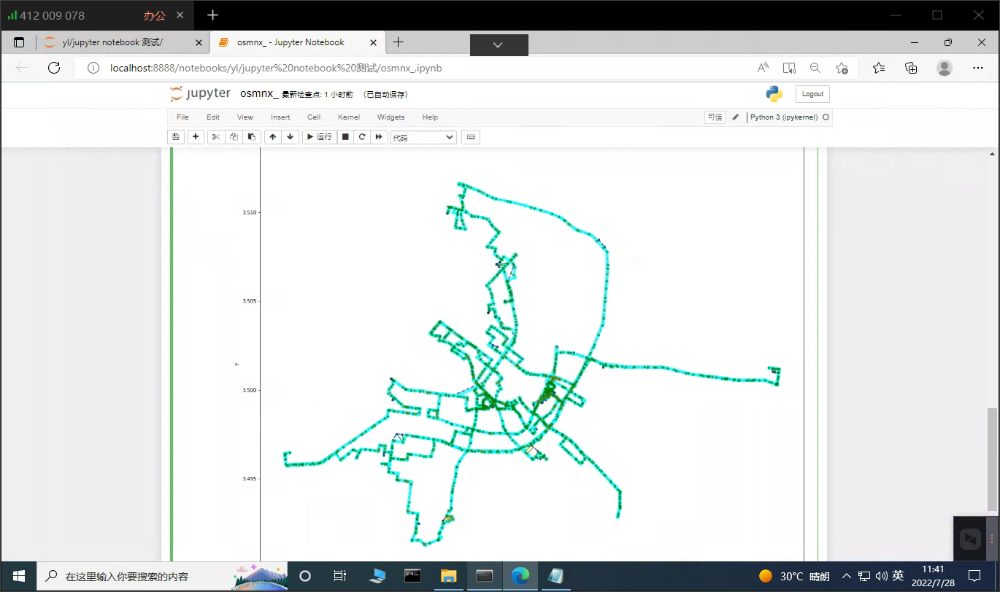 412 009 078 办公
yl/jupyter notebook 测试/ osmnx_ - Jupyter Notebook
localhost:8888/notebooks/yl/jupyter%20notebook%20测试/osmnx_.ipynb
jupyter osmnx_ 最新检查点: 1 小时前 (已自动保存) Logout
File Edit View Insert Cell Kernel Widgets Help 可信 Python 3 (ipykernel)
运行 代码
3.510
3.505
Y
3.500
3.495
在这里输入你要搜索的内容 30°C 晴朗 英 11:41
2022/7/28